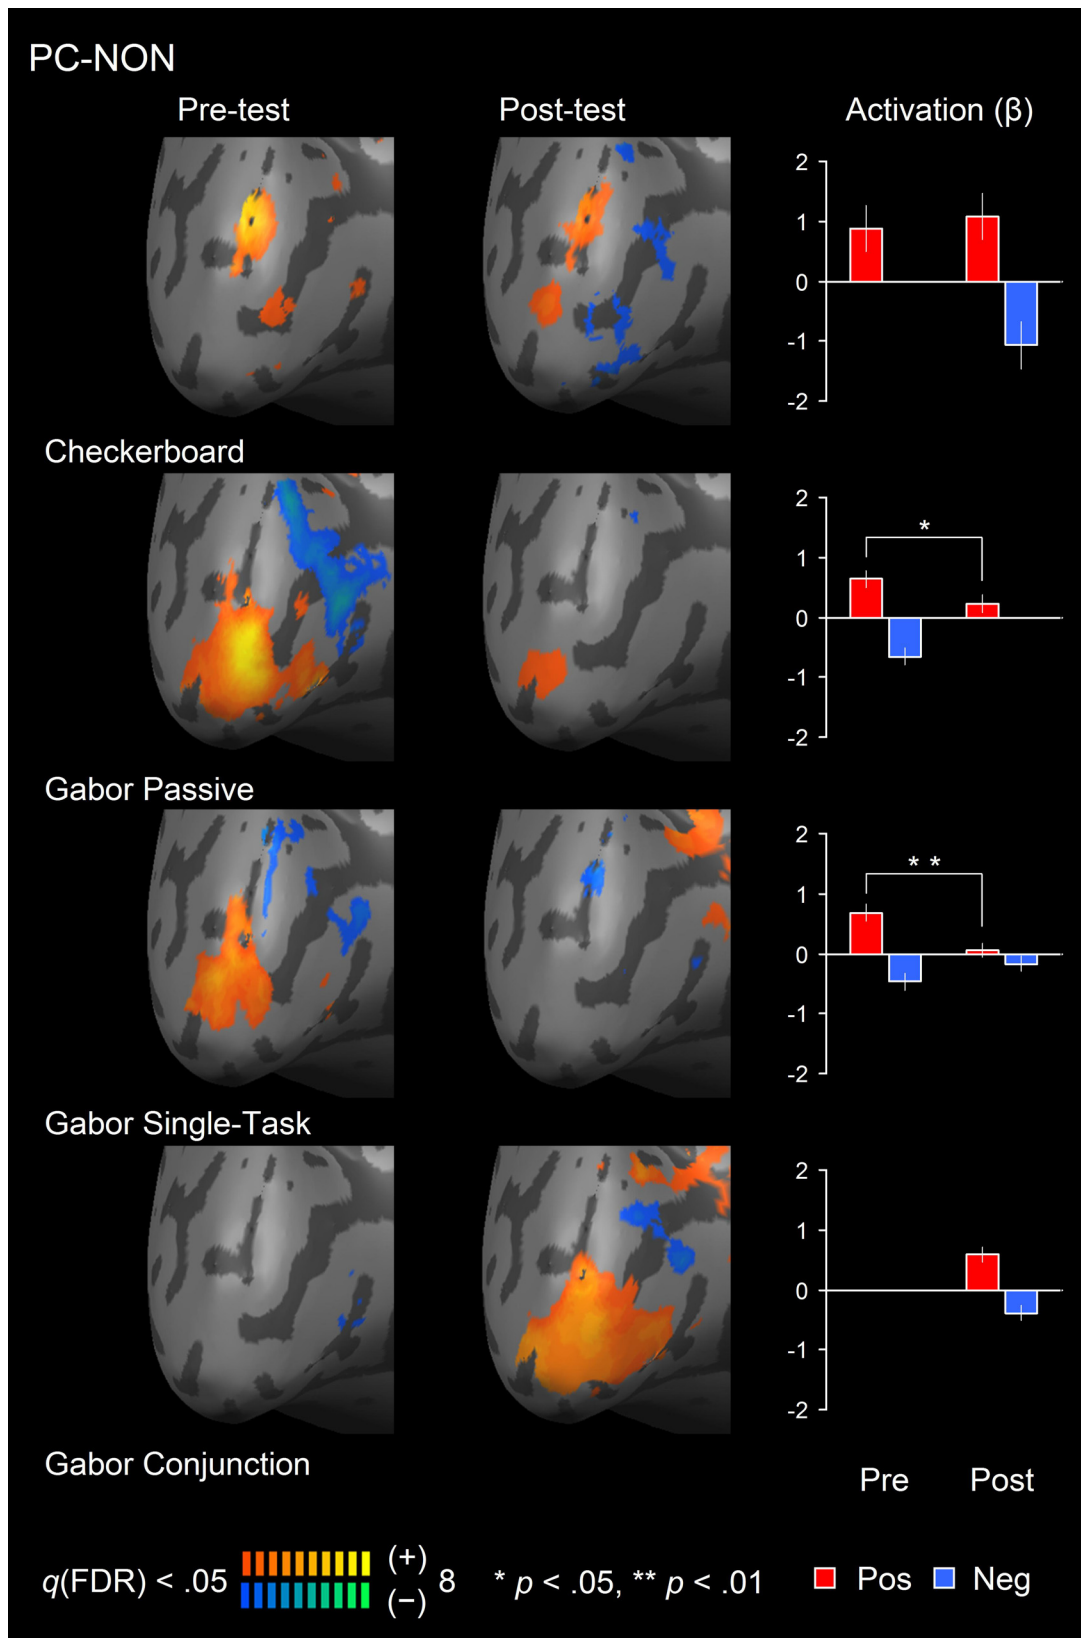 PC-NON
Pre-test Post-test Activation (β)
2
1
0
-1
-2
Checkerboard
2
*
1
0
-1
-2
Gabor Passive
2
* *
1
0
-1
-2
Gabor Single-Task
2
1
0
-1
-2
Gabor Conjunction
Pre Post
q(FDR) < .05 (+) (−) 8 * p < .05, ** p < .01 Pos Neg